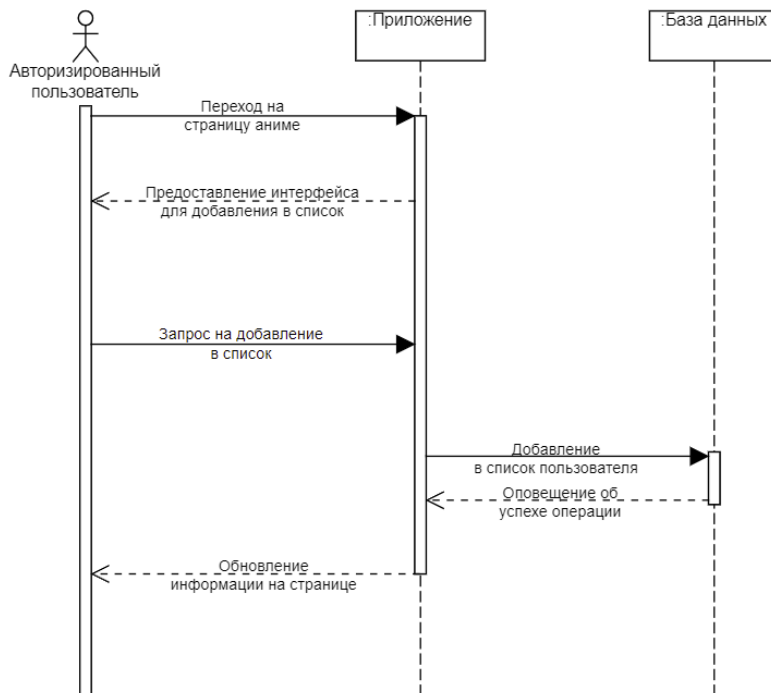 :Приложение
:База данных
Авторизированный
пользователь
Переход на
страницу аниме
Предоставление интерфейса
для добавления в список
Запрос на добавление
в список
Добавление
в список пользователя
Оповещение об
успехе операции
Обновление
информации на странице